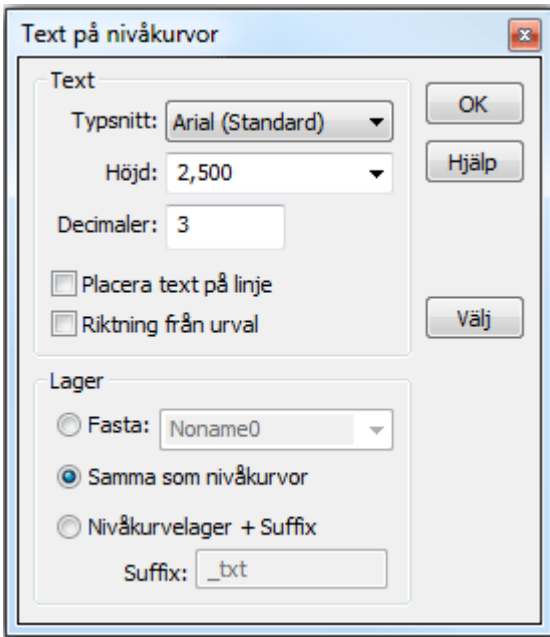 Text på nivåkurvor
Text
Typsnitt: Arial (Standard)
OK
Höjd: 2,500
Hjälp
Decimaler: 3
Placera text på linje
Riktning från urval
Välj
Lager
Fasta: Noname0
Samma som nivåkurvor
Nivåkurvelager + Suffix
Suffix: _txt